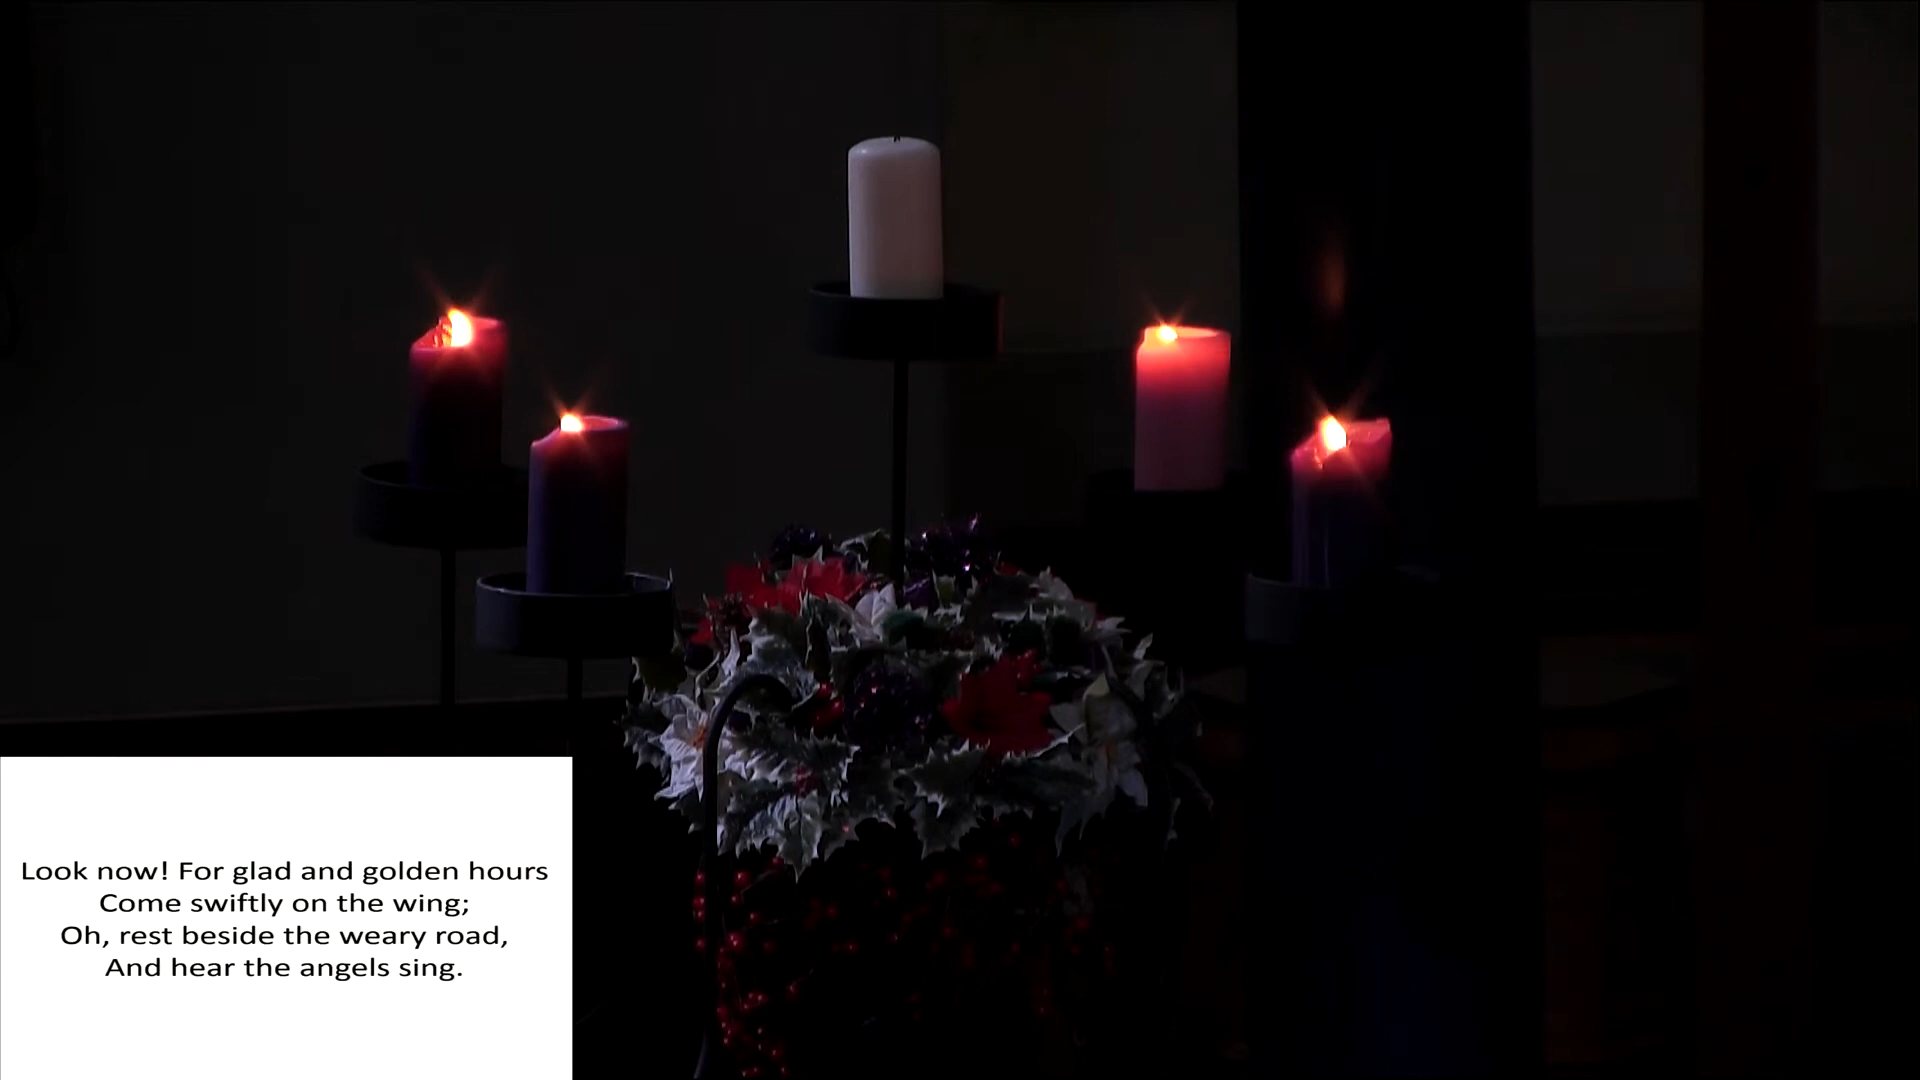 Look now! For glad and golden hours
Come swiftly on the wing;
Oh, rest beside the weary road,
And hear the angels sing.